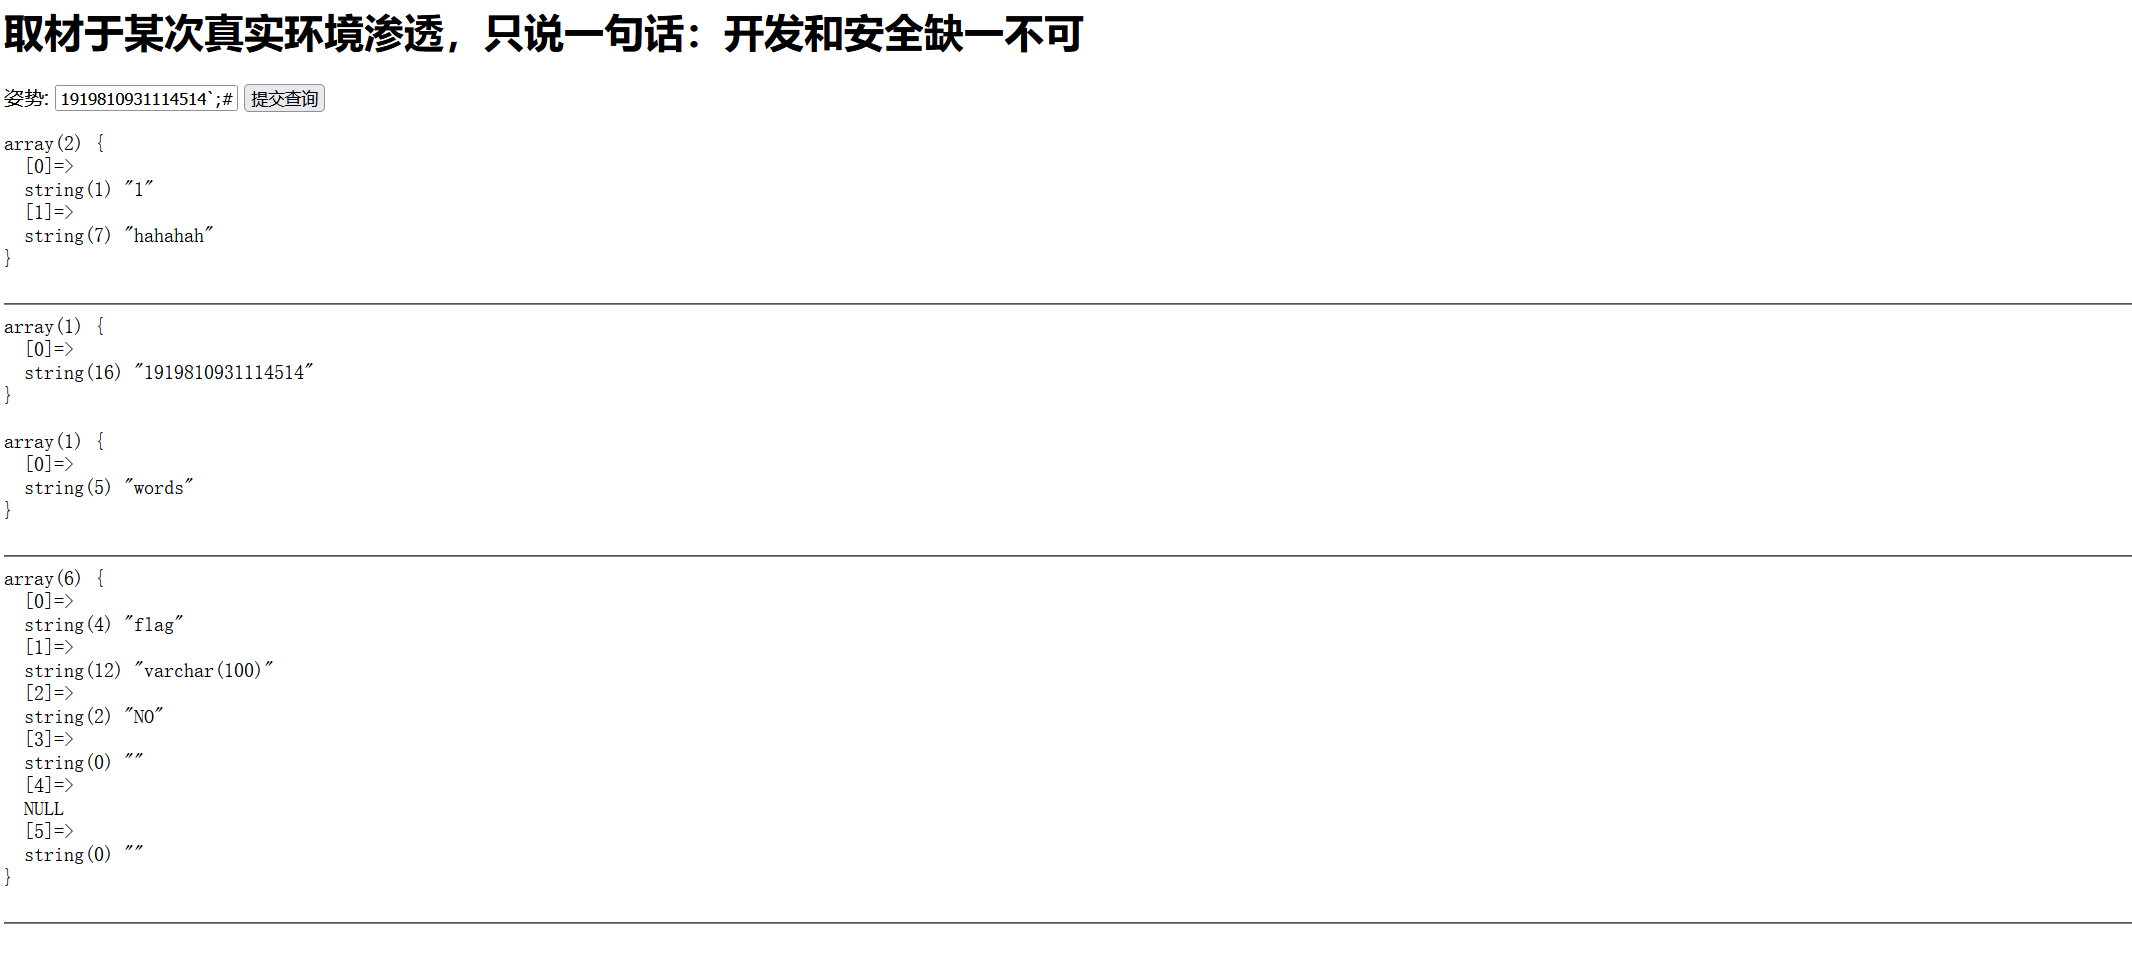 取材于某次真实环境渗透，只说一句话：开发和安全缺一不可
姿势: 1919810931114514`;# 提交查询
array(2) {
  [0]=>
  string(1) "1"
  [1]=>
  string(7) "hahahah"
}
array(1) {
  [0]=>
  string(16) "1919810931114514"
}
array(1) {
  [0]=>
  string(5) "words"
}
array(6) {
  [0]=>
  string(4) "flag"
  [1]=>
  string(12) "varchar(100)"
  [2]=>
  string(2) "NO"
  [3]=>
  string(0) ""
  [4]=>
  NULL
  [5]=>
  string(0) ""
}